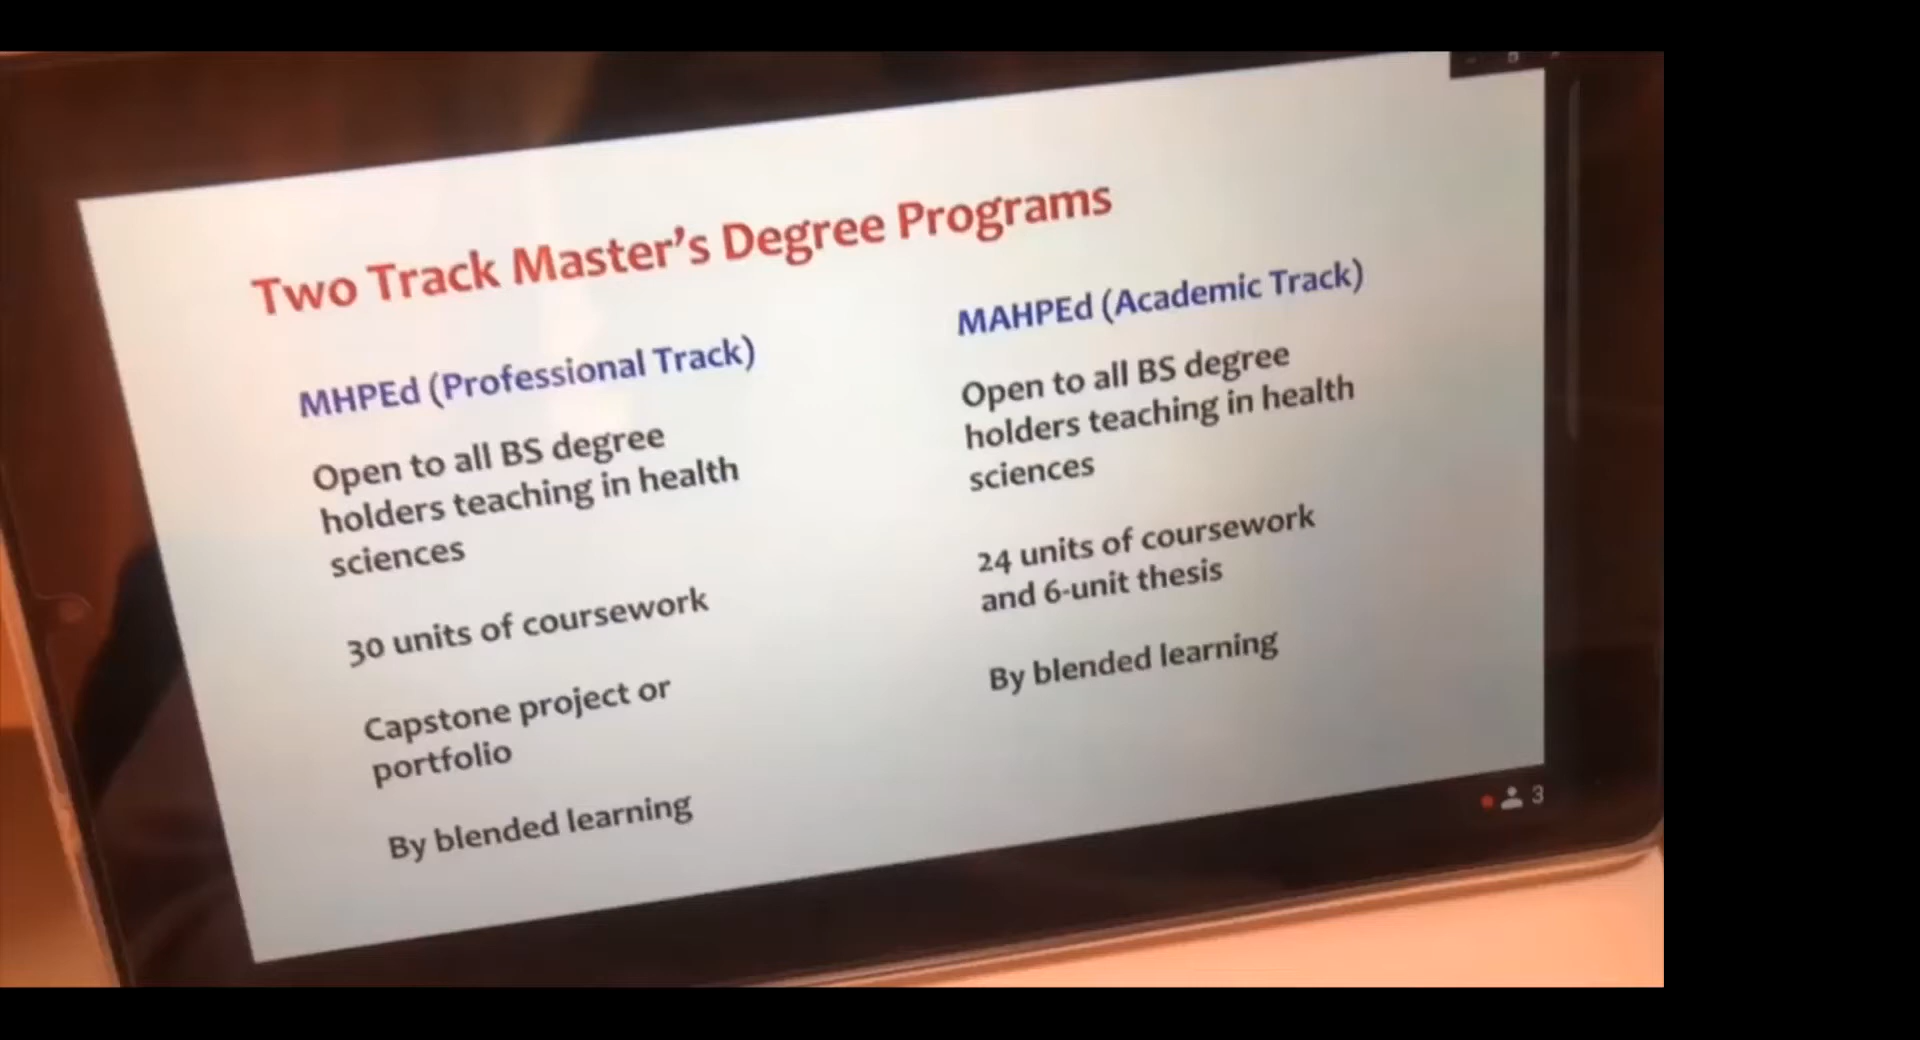 Two Track Master's Degree Programs
MHPEd (Professional Track)
Open to all BS degree
holders teaching in health
sciences
30 units of coursework
Capstone project or
portfolio
By blended learning
MAHPEd (Academic Track)
Open to all BS degree
holders teaching in health
sciences
24 units of coursework
and 6-unit thesis
By blended learning
3